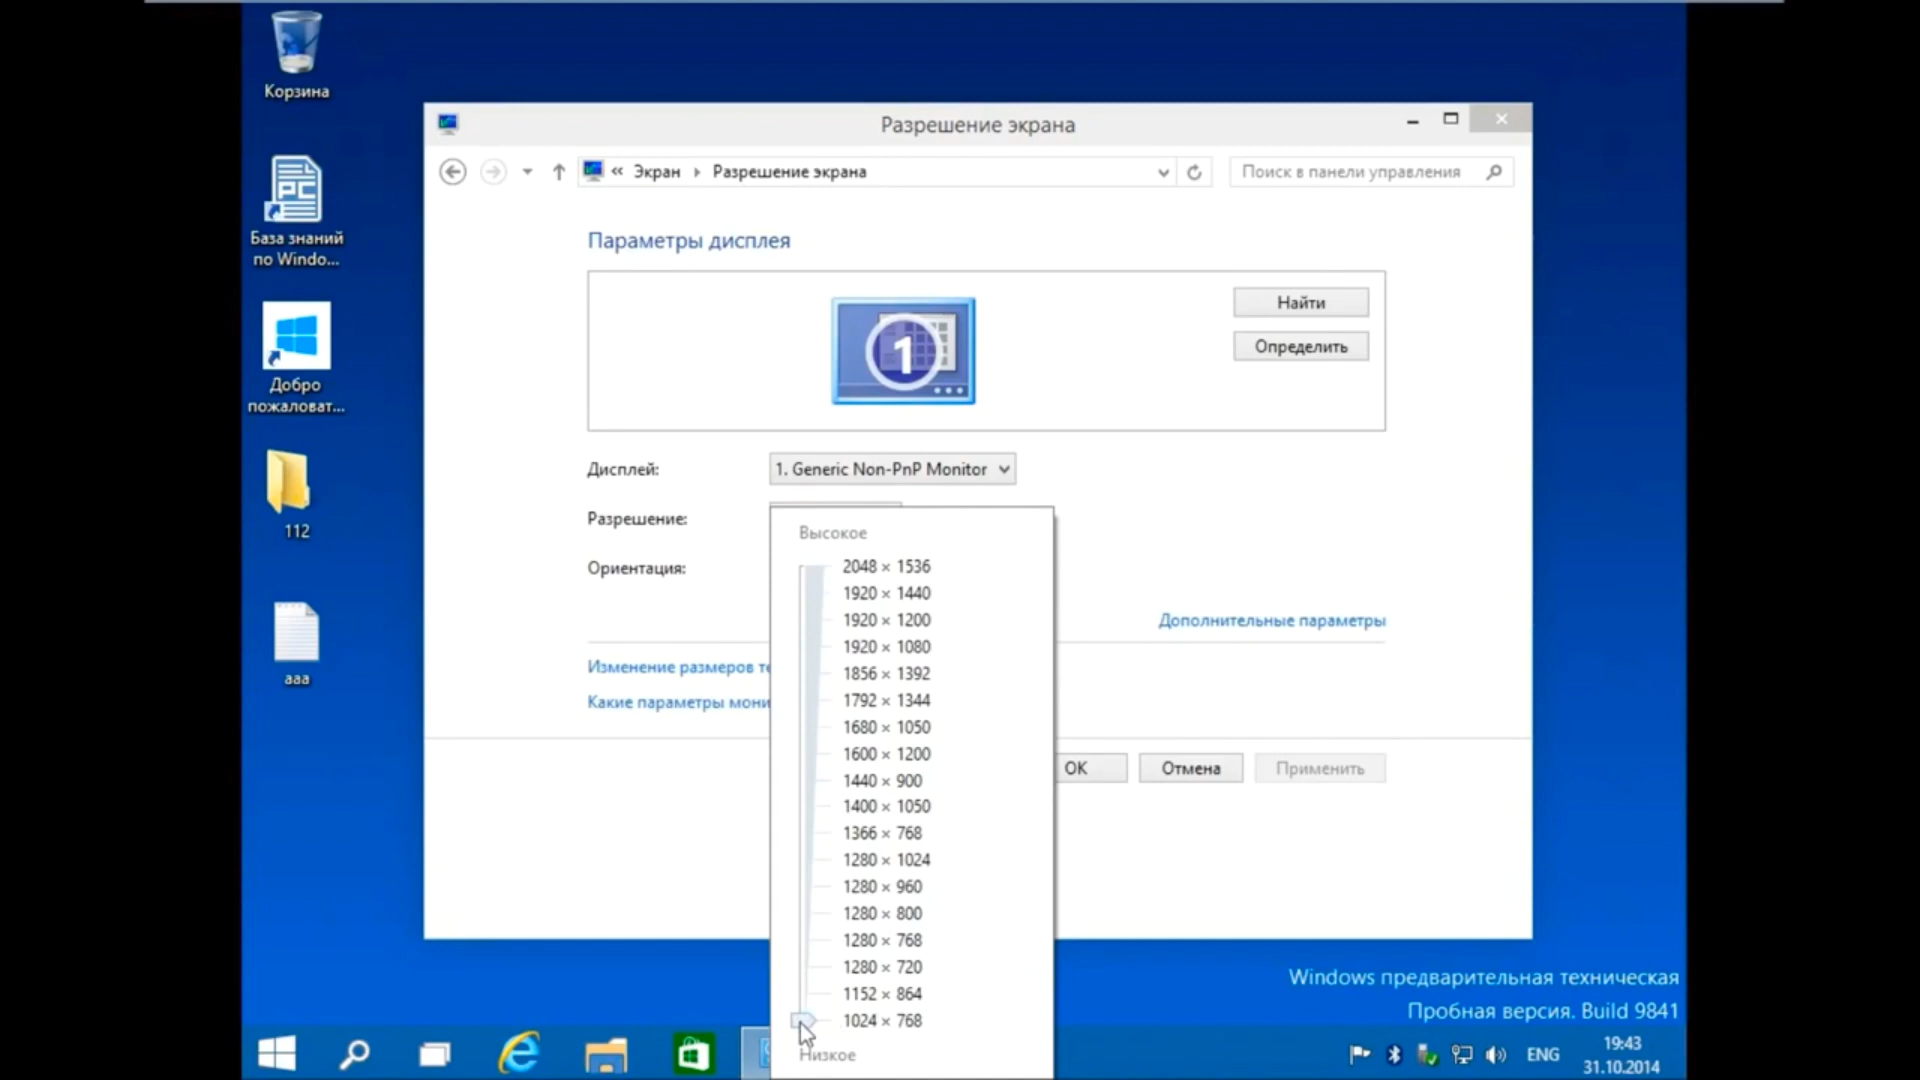 Корзина
База знаний
по Windo...
Добро
пожаловат...
112
aaa
Разрешение экрана
« Экран
Разрешение экрана
Поиск в панели управления
Параметры дисплея
1
Найти
Определить
Дисплей:
1. Generic Non-PnP Monitor
Разрешение:
Ориентация:
Высокое
2048 × 1536
1920 × 1440
1920 × 1200
1920 × 1080
1856 × 1392
1792 × 1344
1680 × 1050
1600 × 1200
1440 × 900
1400 × 1050
1366 × 768
1280 × 1024
1280 × 960
1280 × 800
1280 × 768
1280 × 720
1152 × 864
1024 × 768
Низкое
Дополнительные параметры
Изменение размеров те
Какие параметры мони
OK
Отмена
Применить
Windows предварительная техническая
Пробная версия. Build 9841
ENG
19:43
31.10.2014